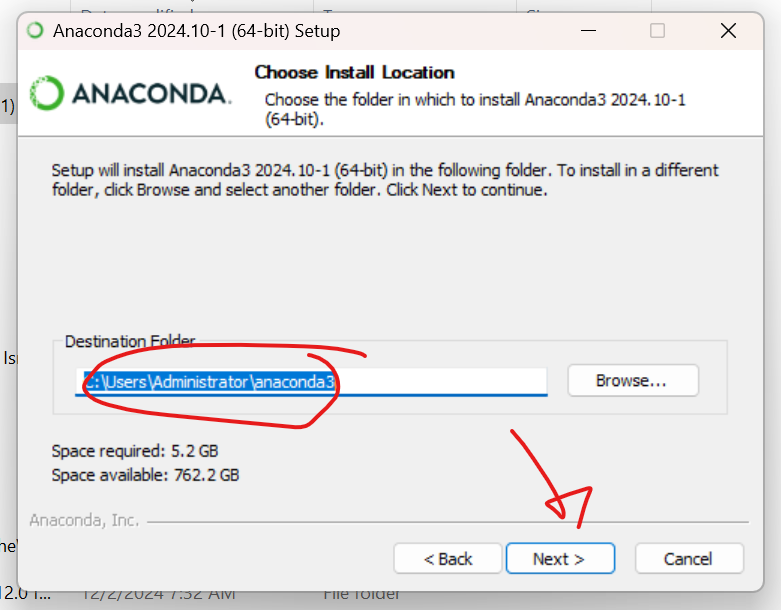 Anaconda3 2024.10-1 (64-bit) Setup
ANACONDA.
Choose Install Location
Choose the folder in which to install Anaconda3 2024.10-1
(64-bit).
1)
Setup will install Anaconda3 2024.10-1 (64-bit) in the following folder. To install in a different
folder, click Browse and select another folder. Click Next to continue.
Destination Folder
C:\Users\Administrator\anaconda3
Browse...
Space required: 5.2 GB
Space available: 762.2 GB
Anaconda, Inc.
< Back
Next >
Cancel
12/2/2024 7:32 AM
File folder